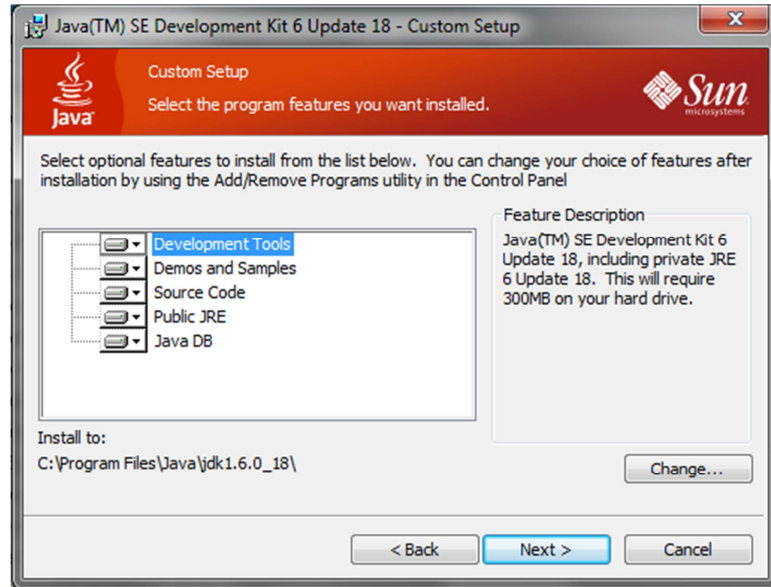 Java(TM) SE Development Kit 6 Update 18 - Custom Setup
Java
Custom Setup
Select the program features you want installed.
Sun
microsystems
Select optional features to install from the list below. You can change your choice of features after
installation by using the Add/Remove Programs utility in the Control Panel
Development Tools
Demos and Samples
Source Code
Public JRE
Java DB
Feature Description
Java(TM) SE Development Kit 6
Update 18, including private JRE
6 Update 18. This will require
300MB on your hard drive.
Install to:
C:\Program Files\Java\jdk1.6.0_18\
Change...
< Back
Next >
Cancel